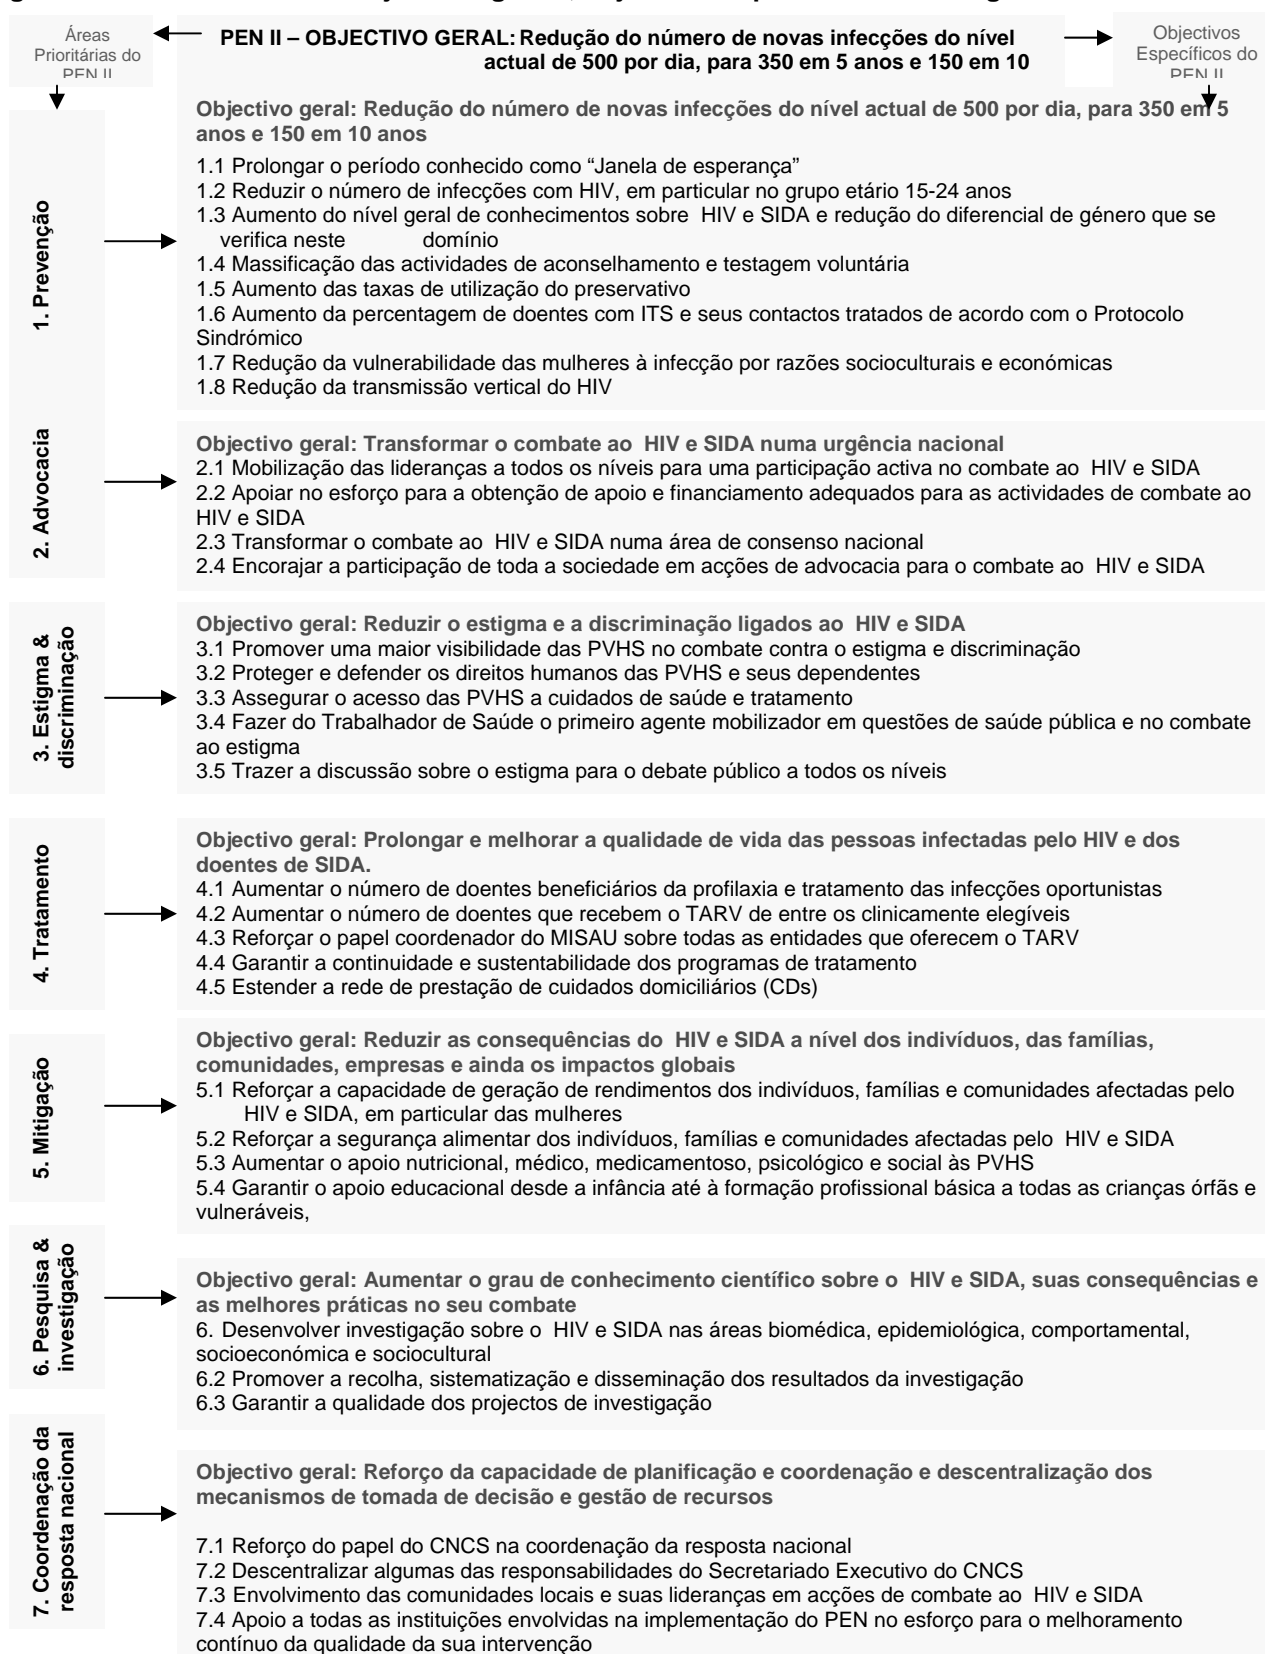 Áreas
Prioritárias do
PEN II
PEN II – OBJECTIVO GERAL: Redução do número de novas infecções do nível
actual de 500 por dia, para 350 em 5 anos e 150 em 10
Objectivos
Específicos do
PEN II
1. Prevenção
Objectivo geral: Redução do número de novas infecções do nível actual de 500 por dia, para 350 em 5
anos e 150 em 10 anos
1.1 Prolongar o período conhecido como “Janela de esperança”
1.2 Reduzir o número de infecções com HIV, em particular no grupo etário 15-24 anos
1.3 Aumento do nível geral de conhecimentos sobre HIV e SIDA e redução do diferencial de género que se
verifica neste domínio
1.4 Massificação das actividades de aconselhamento e testagem voluntária
1.5 Aumento das taxas de utilização do preservativo
1.6 Aumento da percentagem de doentes com ITS e seus contactos tratados de acordo com o Protocolo
Sindrómico
1.7 Redução da vulnerabilidade das mulheres à infecção por razões socioculturais e económicas
1.8 Redução da transmissão vertical do HIV
2. Advocacia
Objectivo geral: Transformar o combate ao HIV e SIDA numa urgência nacional
2.1 Mobilização das lideranças a todos os níveis para uma participação activa no combate ao HIV e SIDA
2.2 Apoiar no esforço para a obtenção de apoio e financiamento adequados para as actividades de combate ao
HIV e SIDA
2.3 Transformar o combate ao HIV e SIDA numa área de consenso nacional
2.4 Encorajar a participação de toda a sociedade em acções de advocacia para o combate ao HIV e SIDA
3. Estigma &
discriminação
Objectivo geral: Reduzir o estigma e a discriminação ligados ao HIV e SIDA
3.1 Promover uma maior visibilidade das PVHS no combate contra o estigma e discriminação
3.2 Proteger e defender os direitos humanos das PVHS e seus dependentes
3.3 Assegurar o acesso das PVHS a cuidados de saúde e tratamento
3.4 Fazer do Trabalhador de Saúde o primeiro agente mobilizador em questões de saúde pública e no combate
ao estigma
3.5 Trazer a discussão sobre o estigma para o debate público a todos os níveis
4. Tratamento
Objectivo geral: Prolongar e melhorar a qualidade de vida das pessoas infectadas pelo HIV e dos
doentes de SIDA.
4.1 Aumentar o número de doentes beneficiários da profilaxia e tratamento das infecções oportunistas
4.2 Aumentar o número de doentes que recebem o TARV de entre os clinicamente elegíveis
4.3 Reforçar o papel coordenador do MISAU sobre todas as entidades que oferecem o TARV
4.4 Garantir a continuidade e sustentabilidade dos programas de tratamento
4.5 Estender a rede de prestação de cuidados domiciliários (CDs)
5. Mitigação
Objectivo geral: Reduzir as consequências do HIV e SIDA a nível dos indivíduos, das famílias,
comunidades, empresas e ainda os impactos globais
5.1 Reforçar a capacidade de geração de rendimentos dos indivíduos, famílias e comunidades afectadas pelo
HIV e SIDA, em particular das mulheres
5.2 Reforçar a segurança alimentar dos indivíduos, famílias e comunidades afectadas pelo HIV e SIDA
5.3 Aumentar o apoio nutricional, médico, medicamentoso, psicológico e social às PVHS
5.4 Garantir o apoio educacional desde a infância até à formação profissional básica a todas as crianças órfãs e
vulneráveis,
6. Pesquisa &
investigação
Objectivo geral: Aumentar o grau de conhecimento científico sobre o HIV e SIDA, suas consequências e
as melhores práticas no seu combate
6. Desenvolver investigação sobre o HIV e SIDA nas áreas biomédica, epidemiológica, comportamental,
socioeconómica e sociocultural
6.2 Promover a recolha, sistematização e disseminação dos resultados da investigação
6.3 Garantir a qualidade dos projectos de investigação
7. Coordenação da
resposta nacional
Objectivo geral: Reforço da capacidade de planificação e coordenação e descentralização dos
mecanismos de tomada de decisão e gestão de recursos
7.1 Reforço do papel do CNCS na coordenação da resposta nacional
7.2 Descentralizar algumas das responsabilidades do Secretariado Executivo do CNCS
7.3 Envolvimento das comunidades locais e suas lideranças em acções de combate ao HIV e SIDA
7.4 Apoio a todas as instituições envolvidas na implementação do PEN no esforço para o melhoramento
contínuo da qualidade da sua intervenção